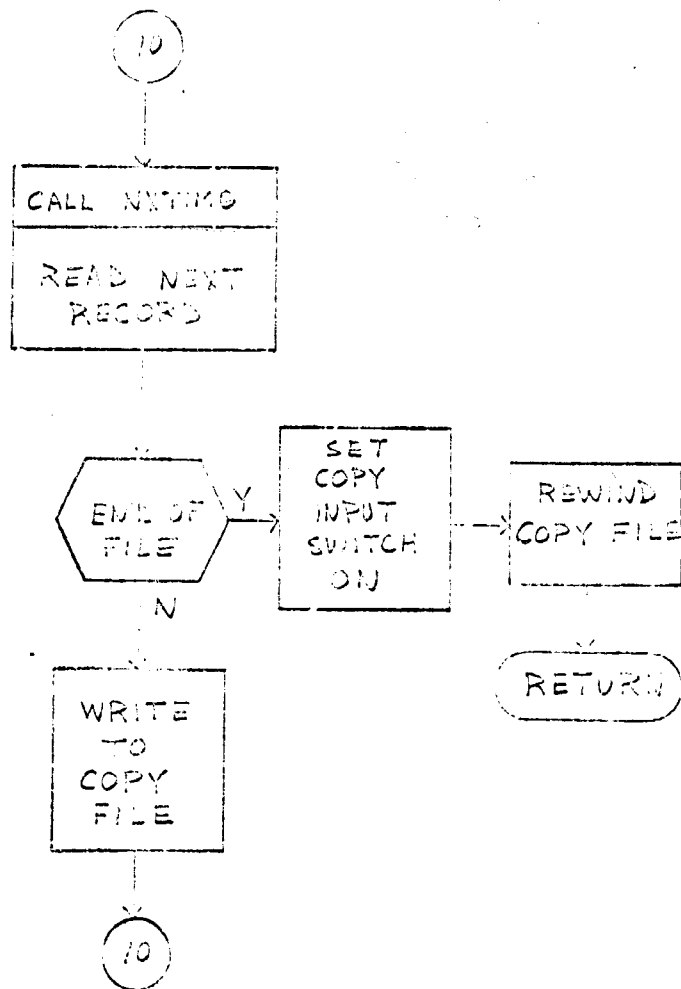 10
CALL
READ NEXT
RECORD
END OF
FILE
Y
N
SET
COPY
INPUT
SWITCH
ON
REWIND
COPY FILE
RETURN
WRITE
TO
COPY
FILE
10